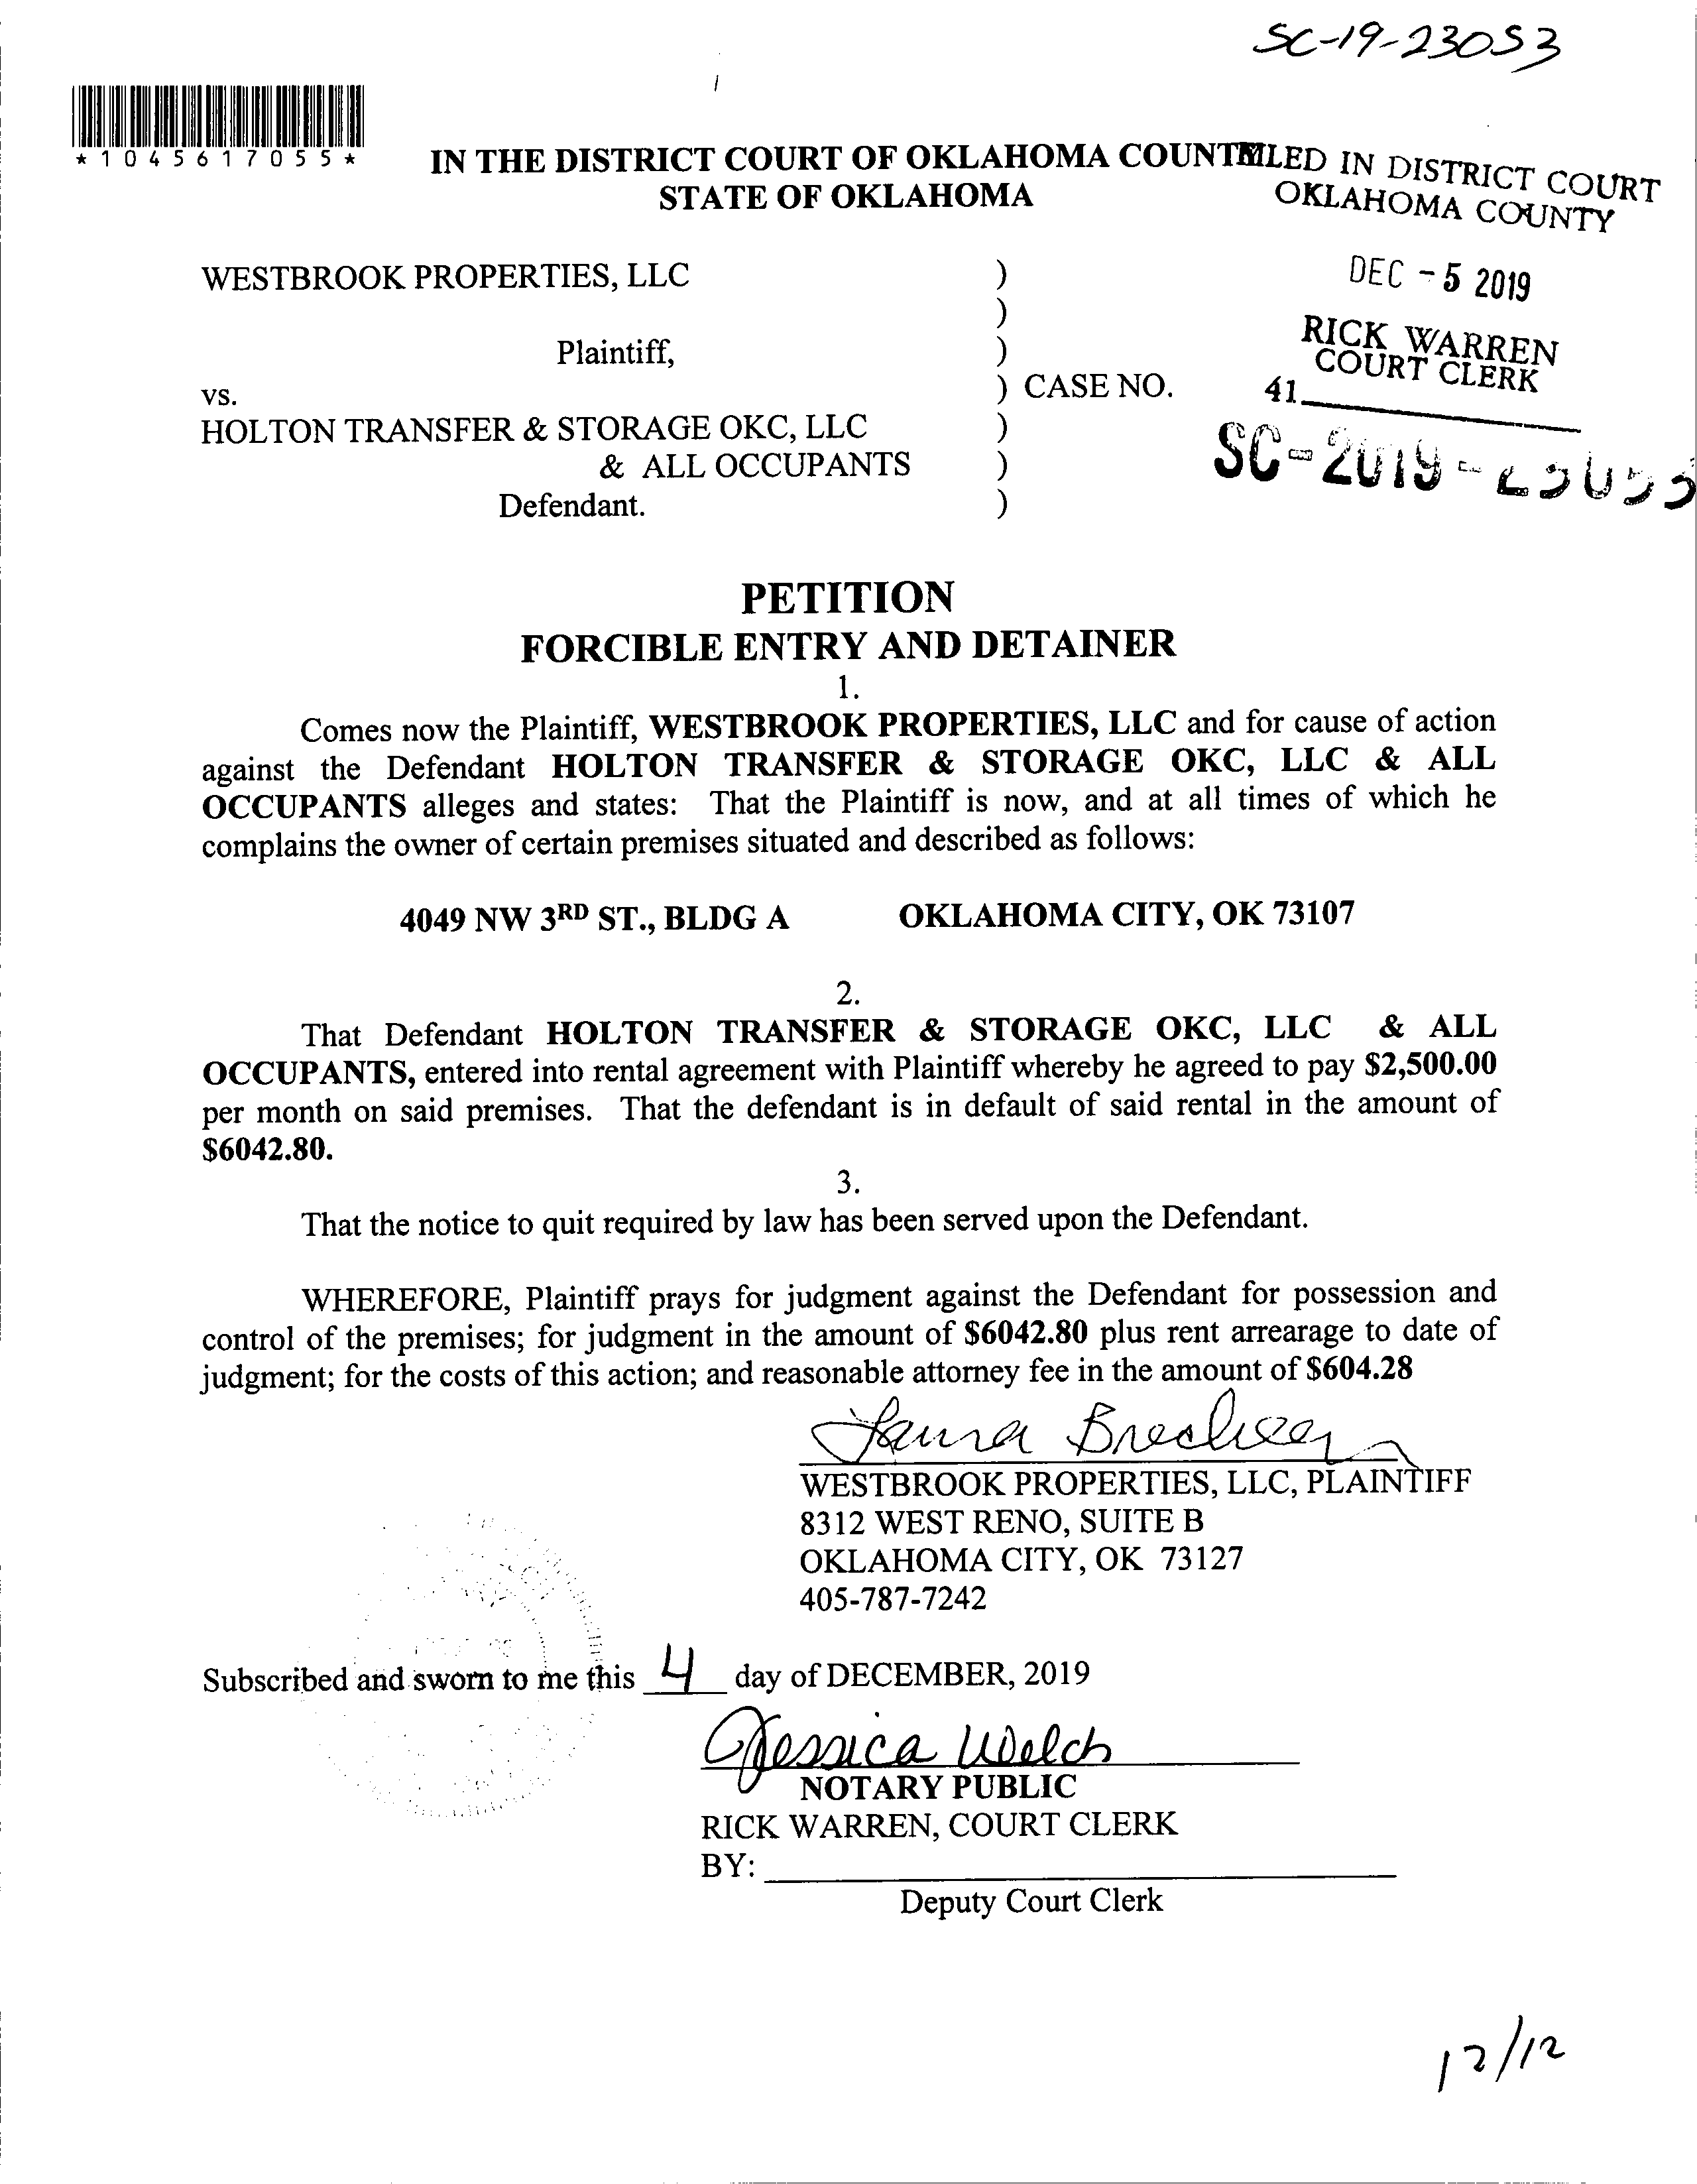 SC-19-23053
*1045617055*
IN THE DISTRICT COURT OF OKLAHOMA COUNTY
STATE OF OKLAHOMA
FILED IN DISTRICT COURT
OKLAHOMA COUNTY
DEC - 5 2019
RICK WARREN
COURT CLERK
41
WESTBROOK PROPERTIES, LLC )
)
Plaintiff, )
vs. ) CASE NO.
HOLTON TRANSFER & STORAGE OKC, LLC )
& ALL OCCUPANTS )
Defendant. )
SC-2019-23053
PETITION
FORCIBLE ENTRY AND DETAINER
1.
Comes now the Plaintiff, WESTBROOK PROPERTIES, LLC and for cause of action
against the Defendant HOLTON TRANSFER & STORAGE OKC, LLC & ALL
OCCUPANTS alleges and states: That the Plaintiff is now, and at all times of which he
complains the owner of certain premises situated and described as follows:
4049 NW 3RD ST., BLDG A OKLAHOMA CITY, OK 73107
2.
That Defendant HOLTON TRANSFER & STORAGE OKC, LLC & ALL
OCCUPANTS, entered into rental agreement with Plaintiff whereby he agreed to pay $2,500.00
per month on said premises. That the defendant is in default of said rental in the amount of
$6042.80.
3.
That the notice to quit required by law has been served upon the Defendant.
WHEREFORE, Plaintiff prays for judgment against the Defendant for possession and
control of the premises; for judgment in the amount of $6042.80 plus rent arrearage to date of
judgment; for the costs of this action; and reasonable attorney fee in the amount of $604.28
Laura Brecheen
WESTBROOK PROPERTIES, LLC, PLAINTIFF
8312 WEST RENO, SUITE B
OKLAHOMA CITY, OK 73127
405-787-7242
Subscribed and sworn to me this 4 day of DECEMBER, 2019
Jessica Welch
NOTARY PUBLIC
RICK WARREN, COURT CLERK
BY:
Deputy Court Clerk
12/12